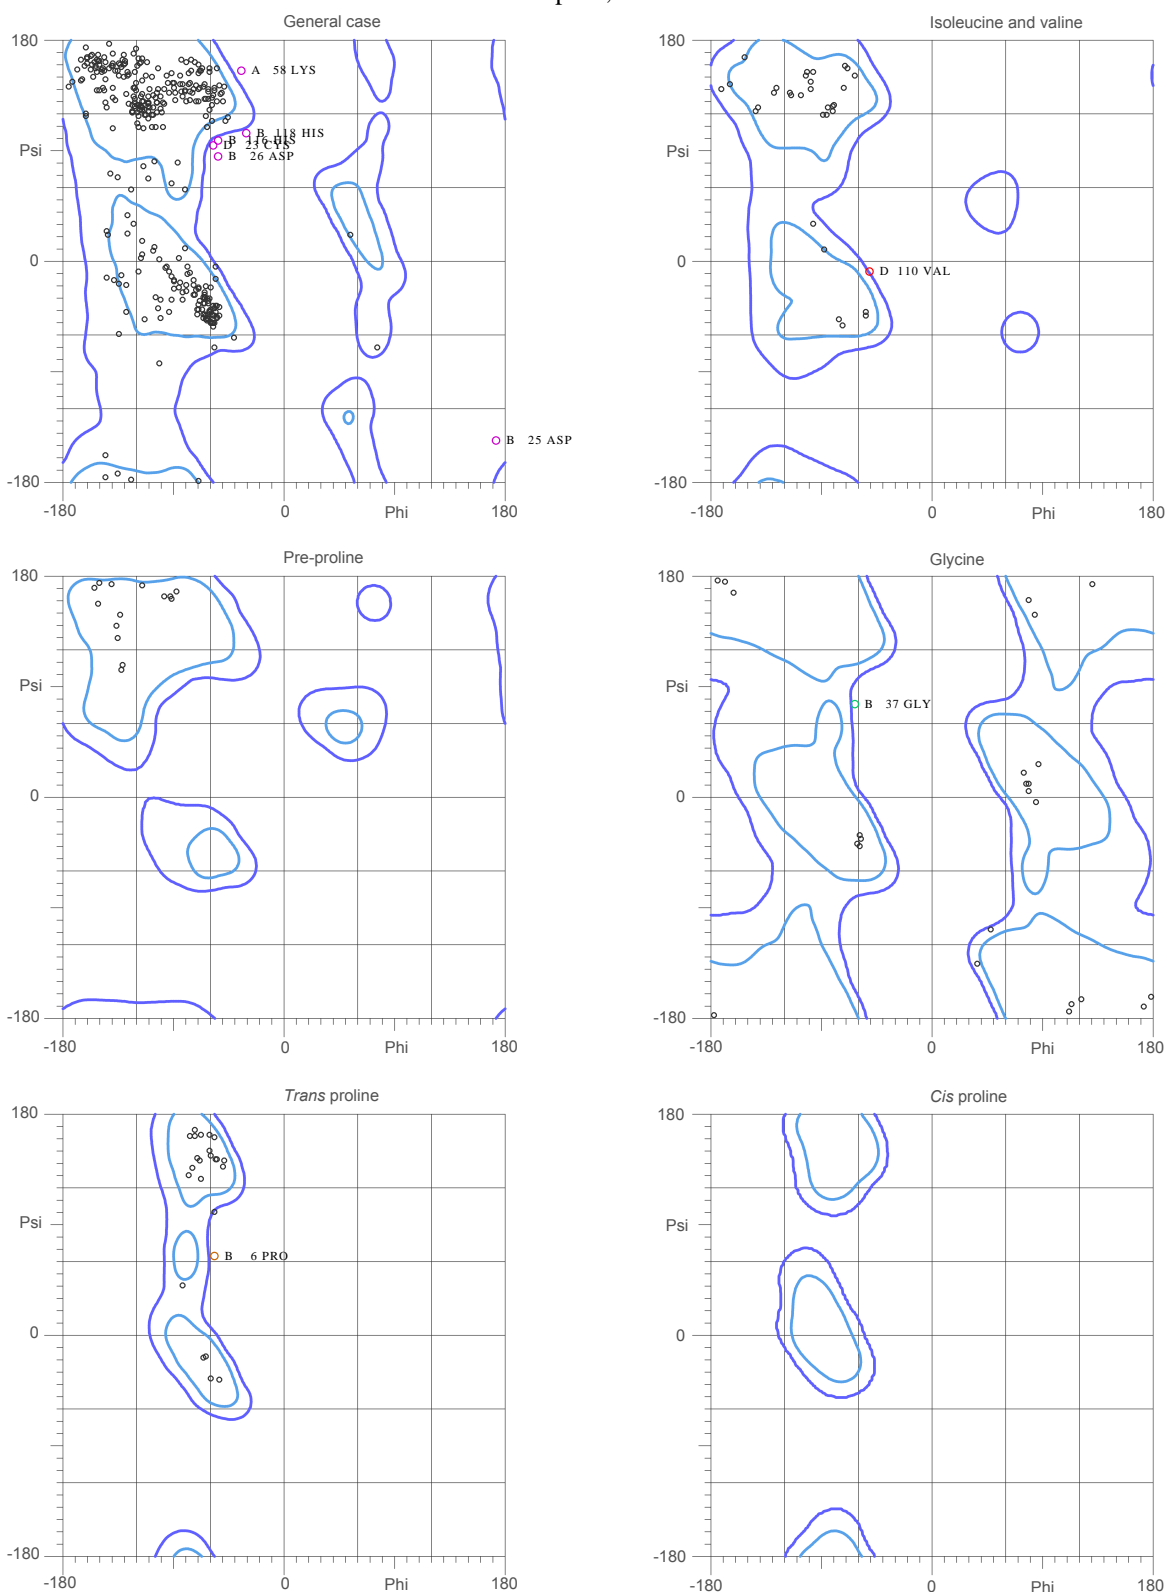 General case
180
Psi
0
-180
-180
0
Phi
180
A 58 LYS
B 118 HIS
B 116 HIS
D 23 CYS
B 26 ASP
B 25 ASP
Isoleucine and valine
180
Psi
0
-180
-180
0
Phi
180
D 110 VAL
Pre-proline
180
Psi
0
-180
-180
0
Phi
180
Glycine
180
Psi
0
-180
-180
0
Phi
180
B 37 GLY
Trans proline
180
Psi
0
-180
-180
0
Phi
180
B 6 PRO
Cis proline
180
Psi
0
-180
-180
0
Phi
180